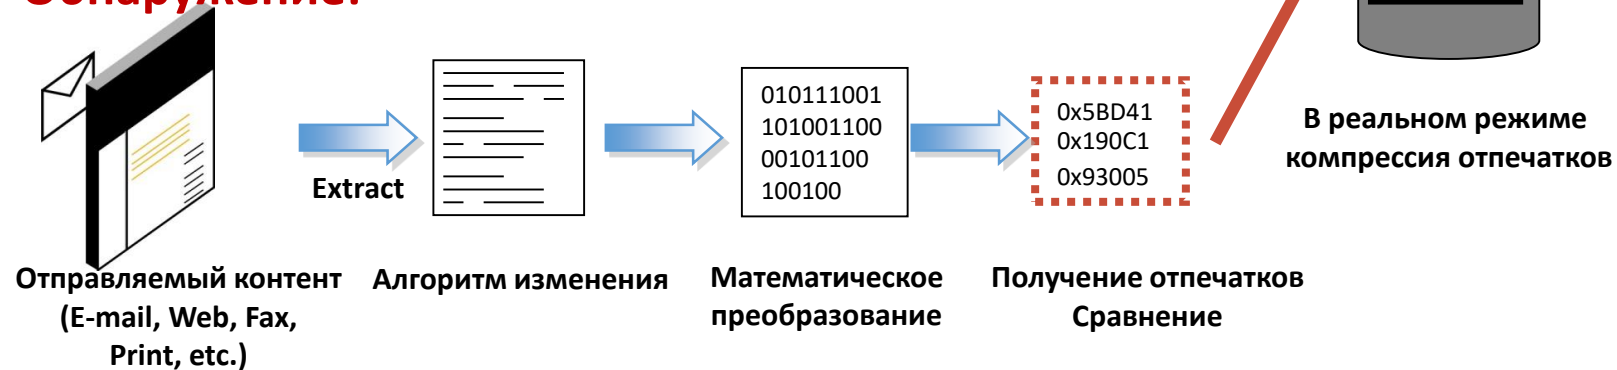 Обнаружение:
Extract
010111001
101001100
00101100
100100
0x5BD41
0x190C1
0x93005
В реальном режиме
компрессия отпечатков
Отправляемый контент
(E-mail, Web, Fax,
Print, etc.)
Алгоритм изменения
Математическое
преобразование
Получение отпечатков
Сравнение